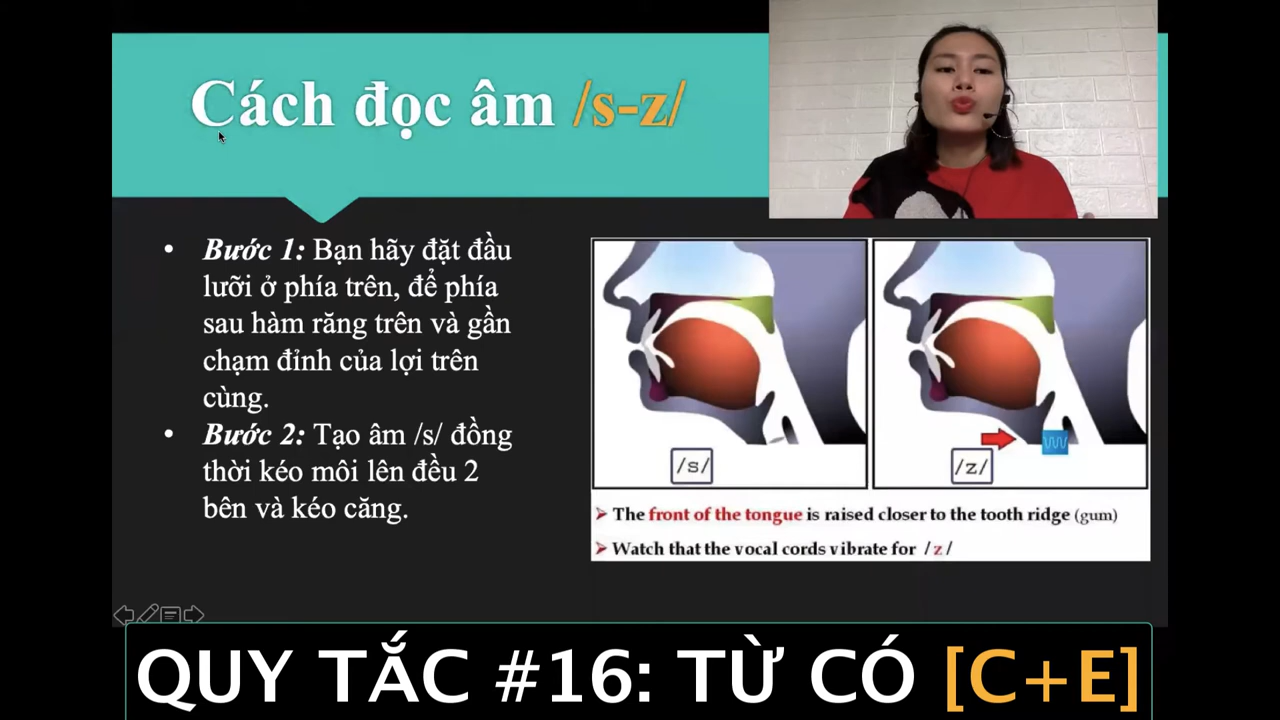 Cách đọc âm /s-z/
• Bước 1: Bạn hãy đặt đầu
lưỡi ở phía trên, để phía
sau hàm răng trên và gần
chạm đỉnh của lợi trên
cùng.
• Bước 2: Tạo âm /s/ đồng
thời kéo môi lên đều 2
bên và kéo căng.
/s/
/z/
➢ The front of the tongue is raised closer to the tooth ridge (gum)
➢ Watch that the vocal cords vibrate for /z/
QUY TẮC #16: TỪ CÓ [C+E]